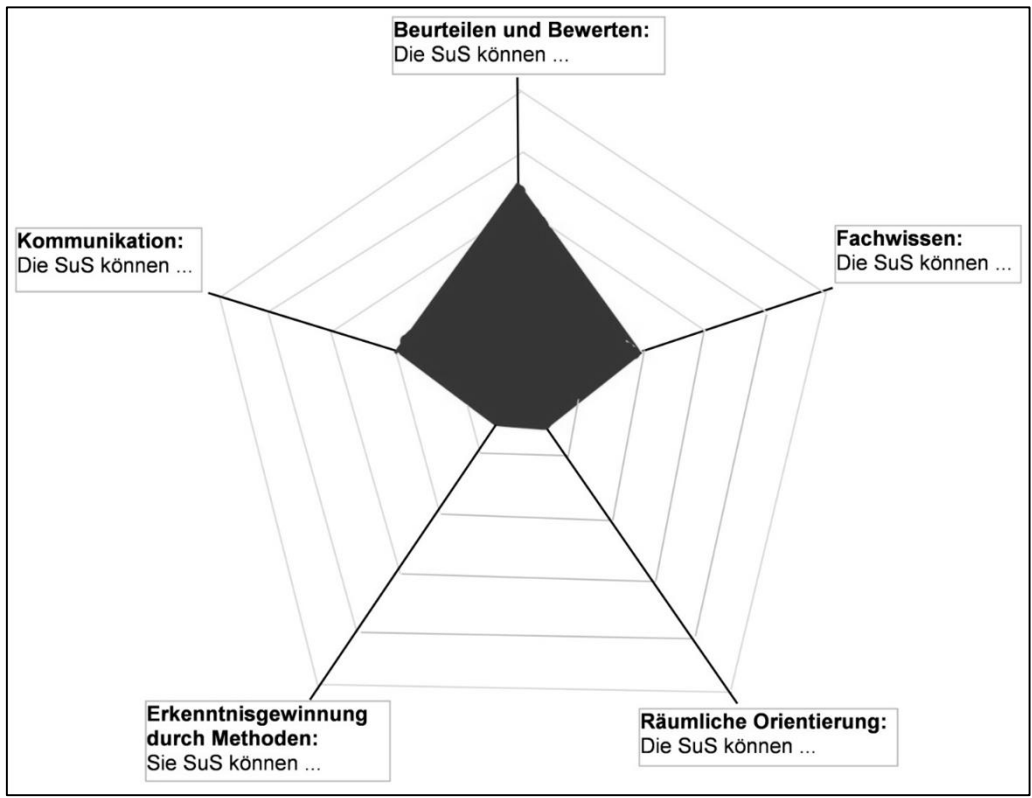 Beurteilen und Bewerten:
Die SuS können ...
Kommunikation:
Die SuS können ...
Fachwissen:
Die SuS können ...
Erkenntnisgewinnung
durch Methoden:
Sie SuS können ...
Räumliche Orientierung:
Die SuS können ...